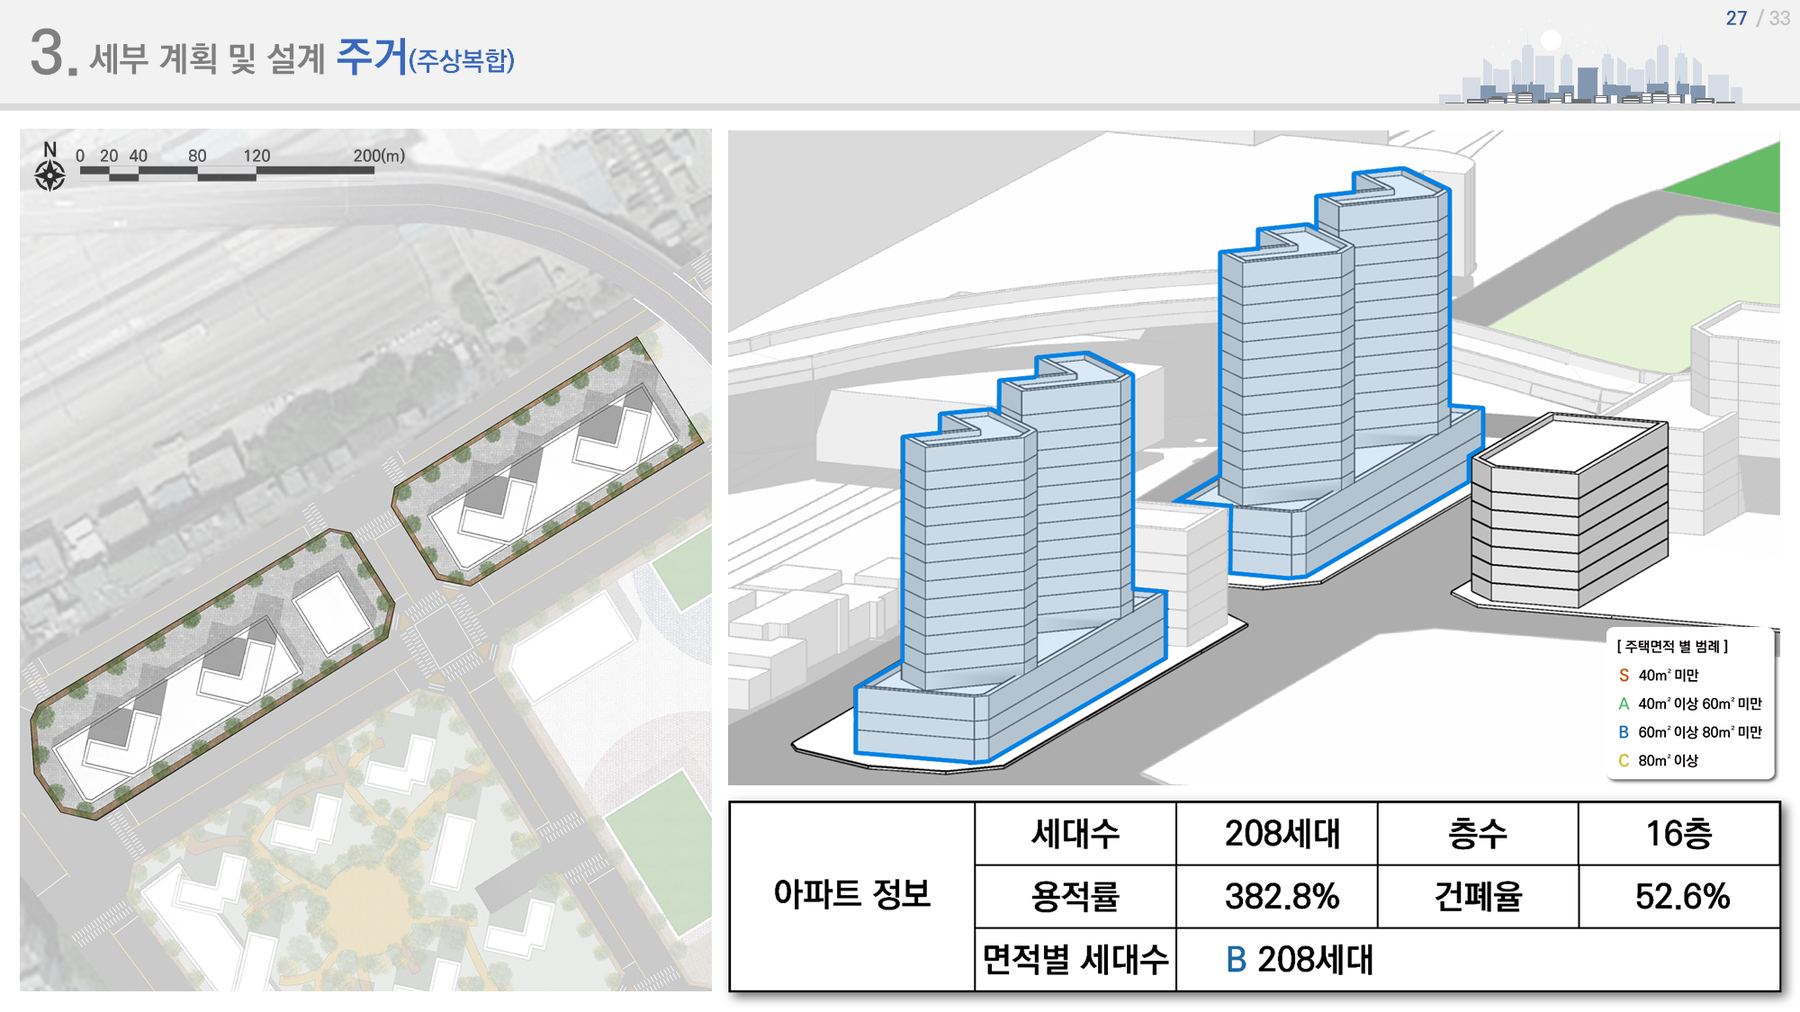 27 / 33
3. 세부 계획 및 설계 주거(주상복합)
N
0 20 40 80 120 200(m)
[ 주택면적 별 범례 ]
S 40㎡ 미만
A 40㎡ 이상 60㎡ 미만
B 60㎡ 이상 80㎡ 미만
C 80㎡ 이상
아파트 정보
세대수 208세대 층수 16층
용적률 382.8% 건폐율 52.6%
면적별 세대수 B 208세대